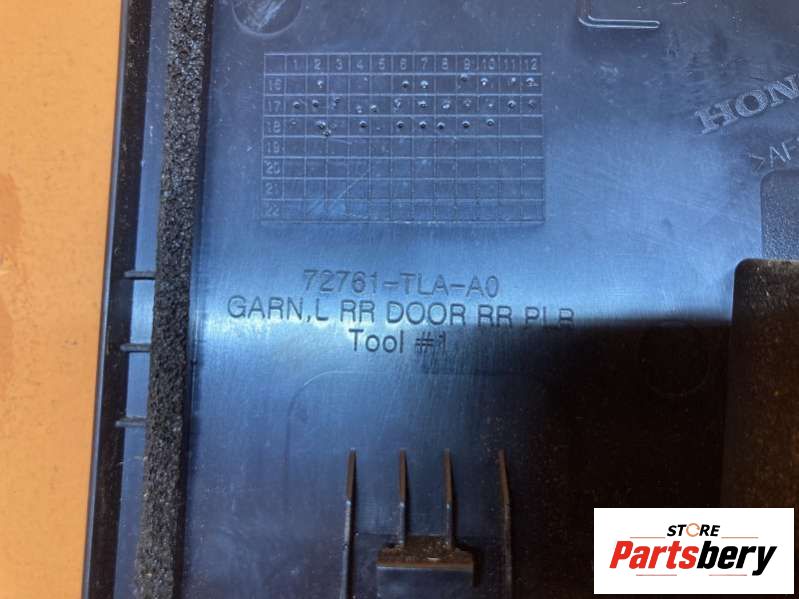 1 2 3 4 5 6 7 8 9 10 11 12
16
17
18
19
20
21
22
HON
>AF
72761-TLA-A0
GARN,L RR DOOR RR PLR
Tool #1
STORE
Partsbery